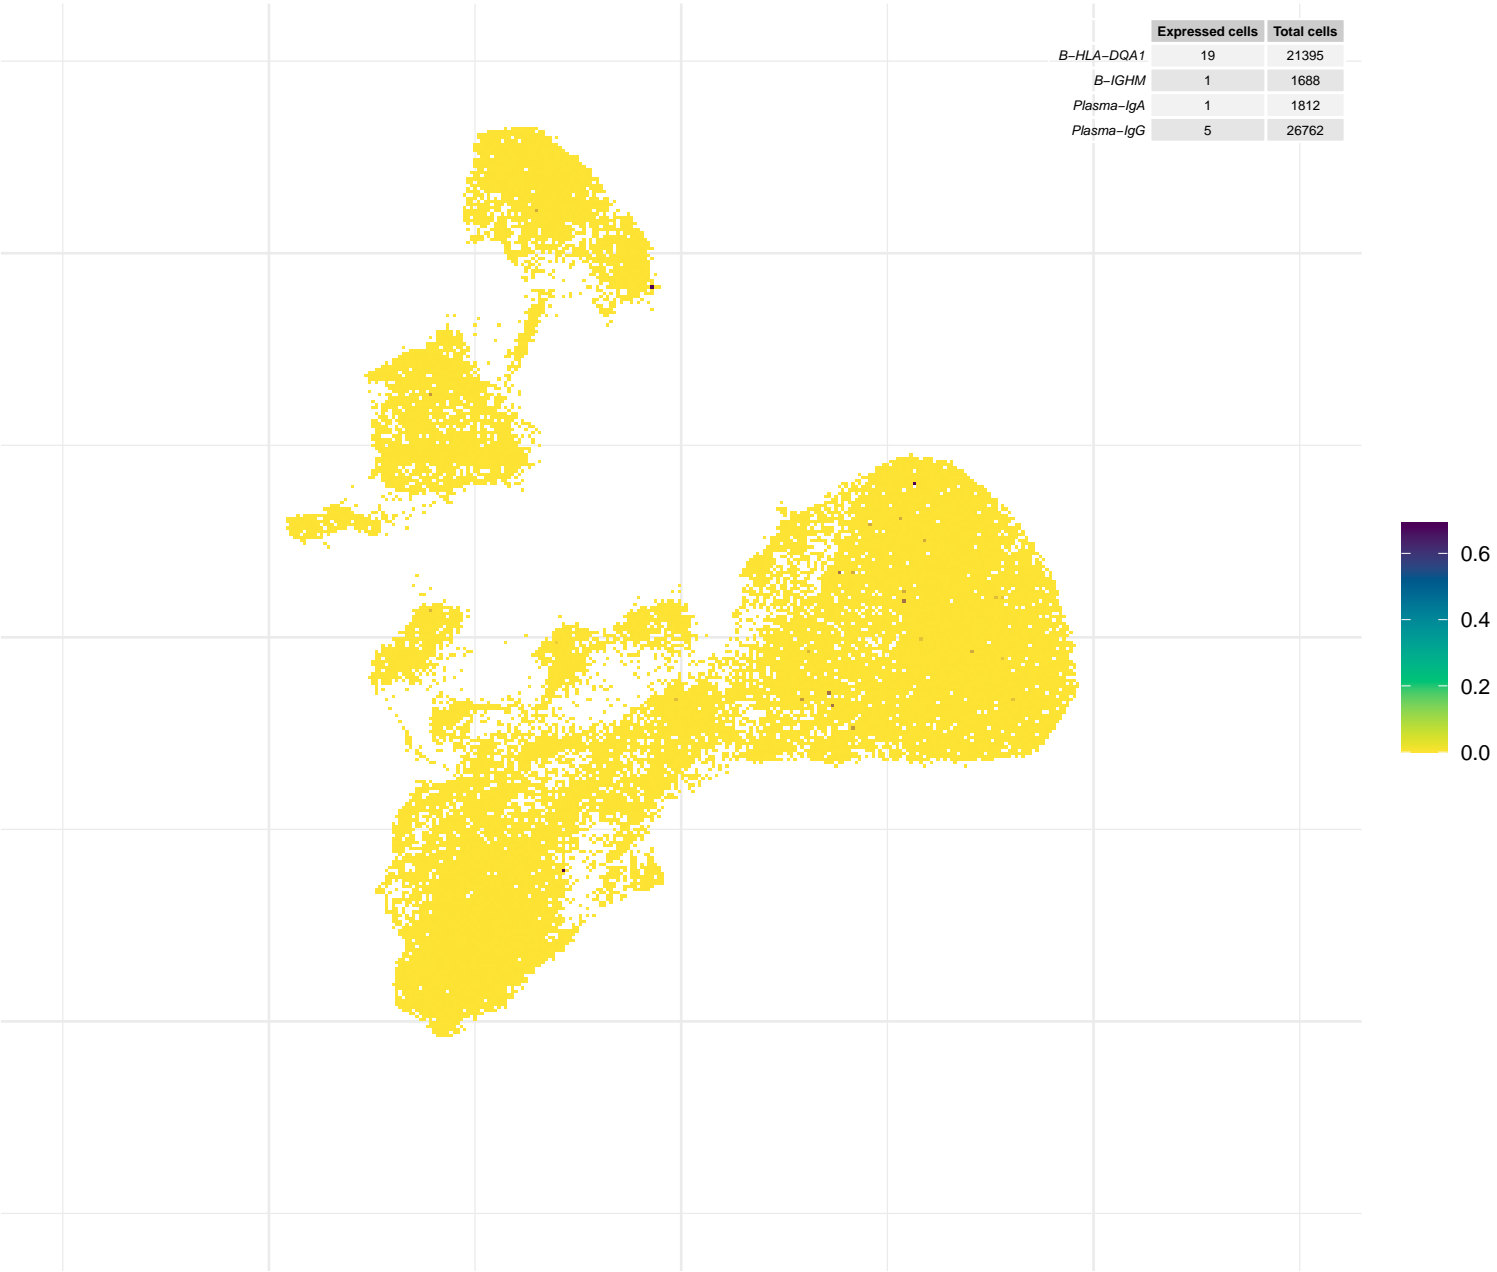 Expressed cells Total cells
B−HLA−DQA1 19 21395
B−IGHM 1 1688
Plasma−IgA 1 1812
Plasma−IgG 5 26762
0.6
0.4
0.2
0.0